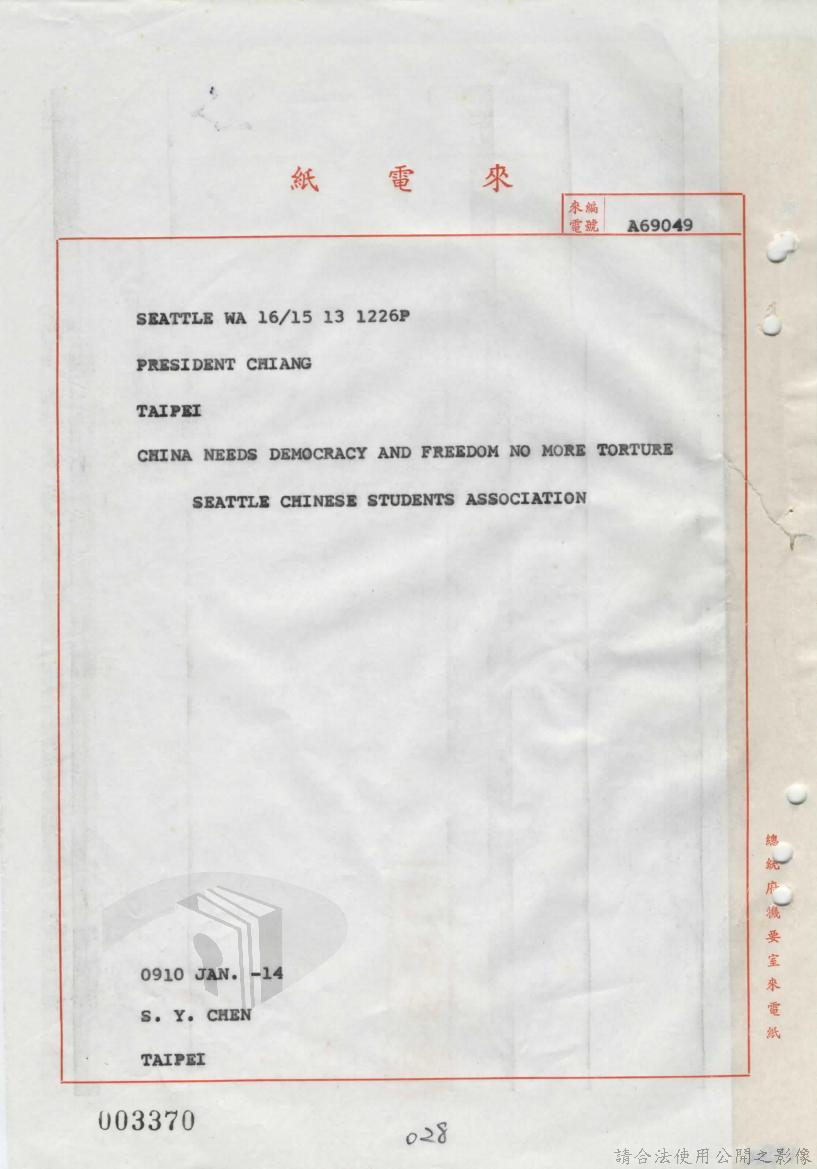 紙電來
來電編號 A69049
SEATTLE WA 16/15 13 1226P
PRESIDENT CHIANG
TAIPEI
CHINA NEEDS DEMOCRACY AND FREEDOM NO MORE TORTURE
SEATTLE CHINESE STUDENTS ASSOCIATION
0910 JAN. -14
S. Y. CHEN
TAIPEI
總統府機要室來電紙
003370
028
請合法使用公開之影像